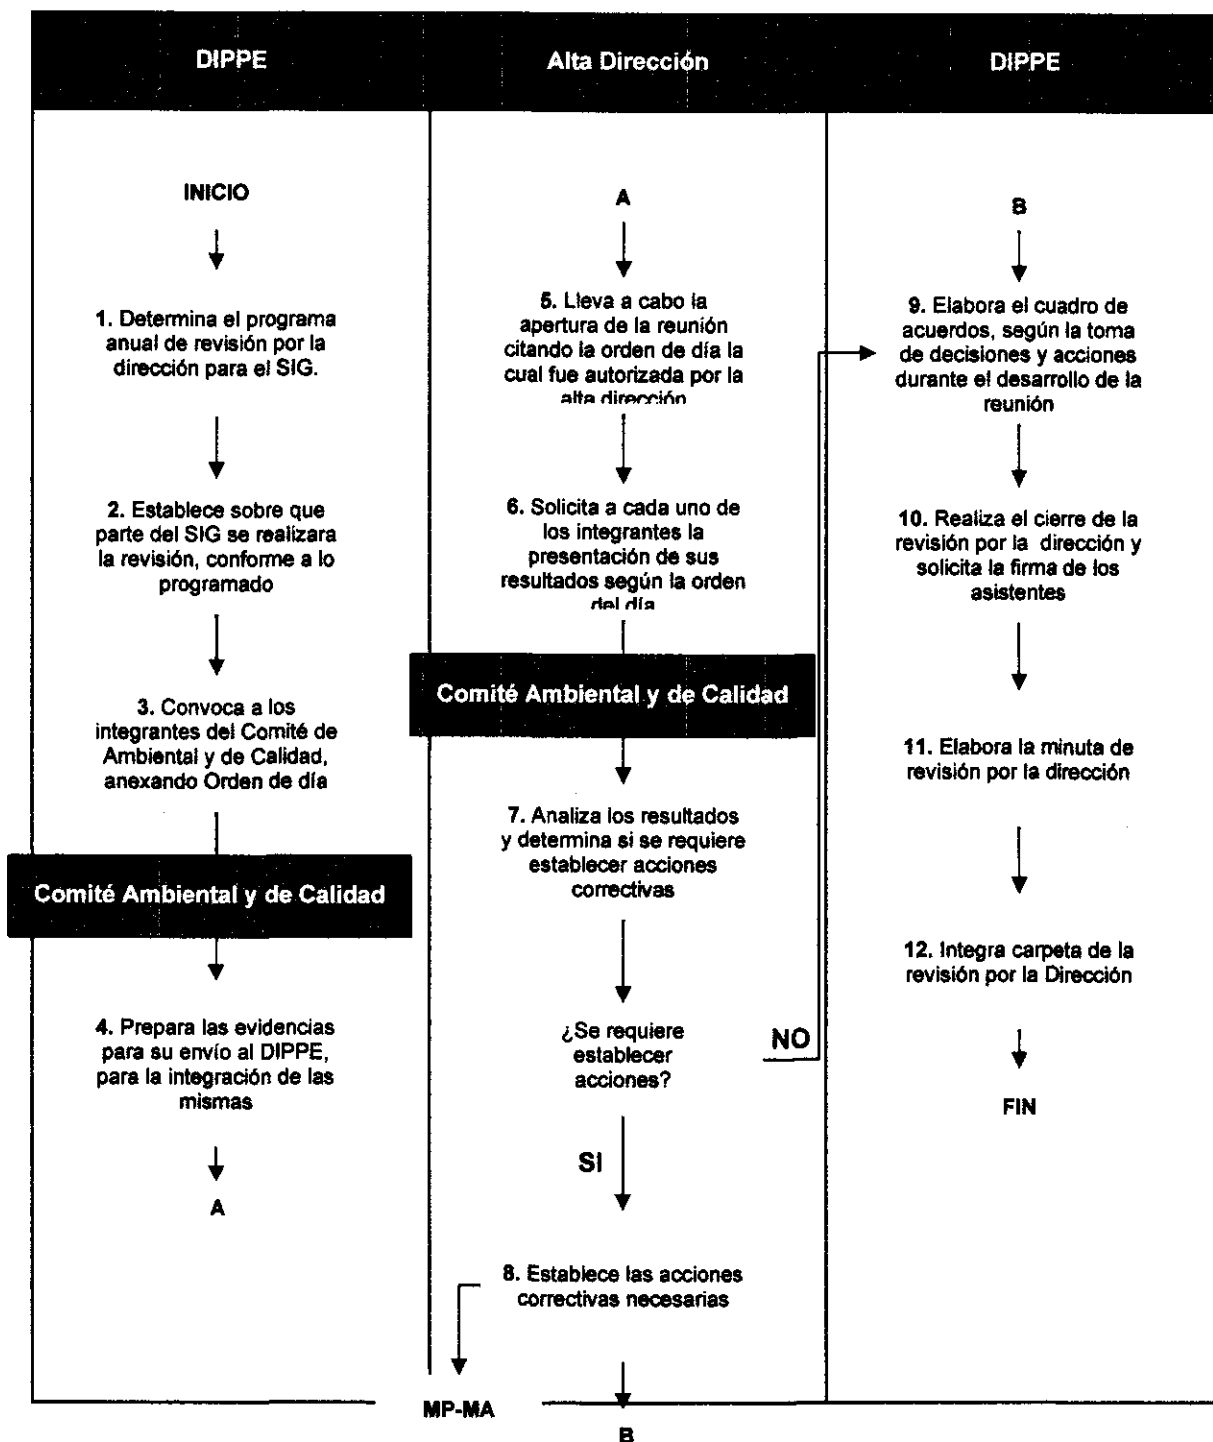 DIPPE
INICIO
1. Determina el programa
anual de revisión por la
dirección para el SIG.
2. Establece sobre que
parte del SIG se realizara
la revisión, conforme a lo
programado
3. Convoca a los
integrantes del Comité de
Ambiental y de Calidad,
anexando Orden de día
Comité Ambiental y de Calidad
4. Prepara las evidencias
para su envío al DIPPE,
para la integración de las
mismas
A
Alta Dirección
A
5. Lleva a cabo la
apertura de la reunión
citando la orden de día la
cual fue autorizada por la
alta dirección
6. Solicita a cada uno de
los integrantes la
presentación de sus
resultados según la orden
del día
Comité Ambiental y de Calidad
7. Analiza los resultados
y determina si se requiere
establecer acciones
correctivas
¿Se requiere
establecer
acciones?
NO
SI
8. Establece las acciones
correctivas necesarias
MP-MA
B
DIPPE
B
9. Elabora el cuadro de
acuerdos, según la toma
de decisiones y acciones
durante el desarrollo de la
reunión
10. Realiza el cierre de la
revisión por la dirección y
solicita la firma de los
asistentes
11. Elabora la minuta de
revisión por la dirección
12. Integra carpeta de la
revisión por la Dirección
FIN